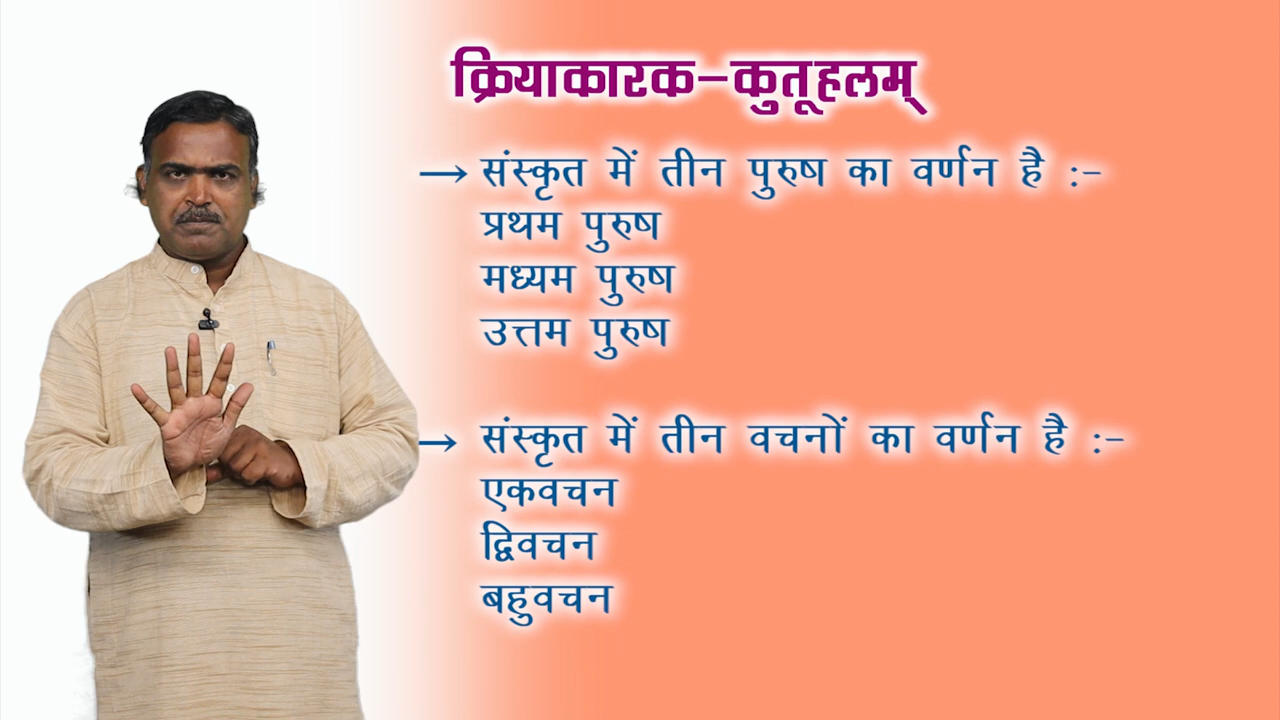 क्रियाकारक-कुतूहलम्
→ संस्कृत में तीन पुरुष का वर्णन है :-
प्रथम पुरुष
मध्यम पुरुष
उत्तम पुरुष
→ संस्कृत में तीन वचनों का वर्णन है :-
एकवचन
द्विवचन
बहुवचन